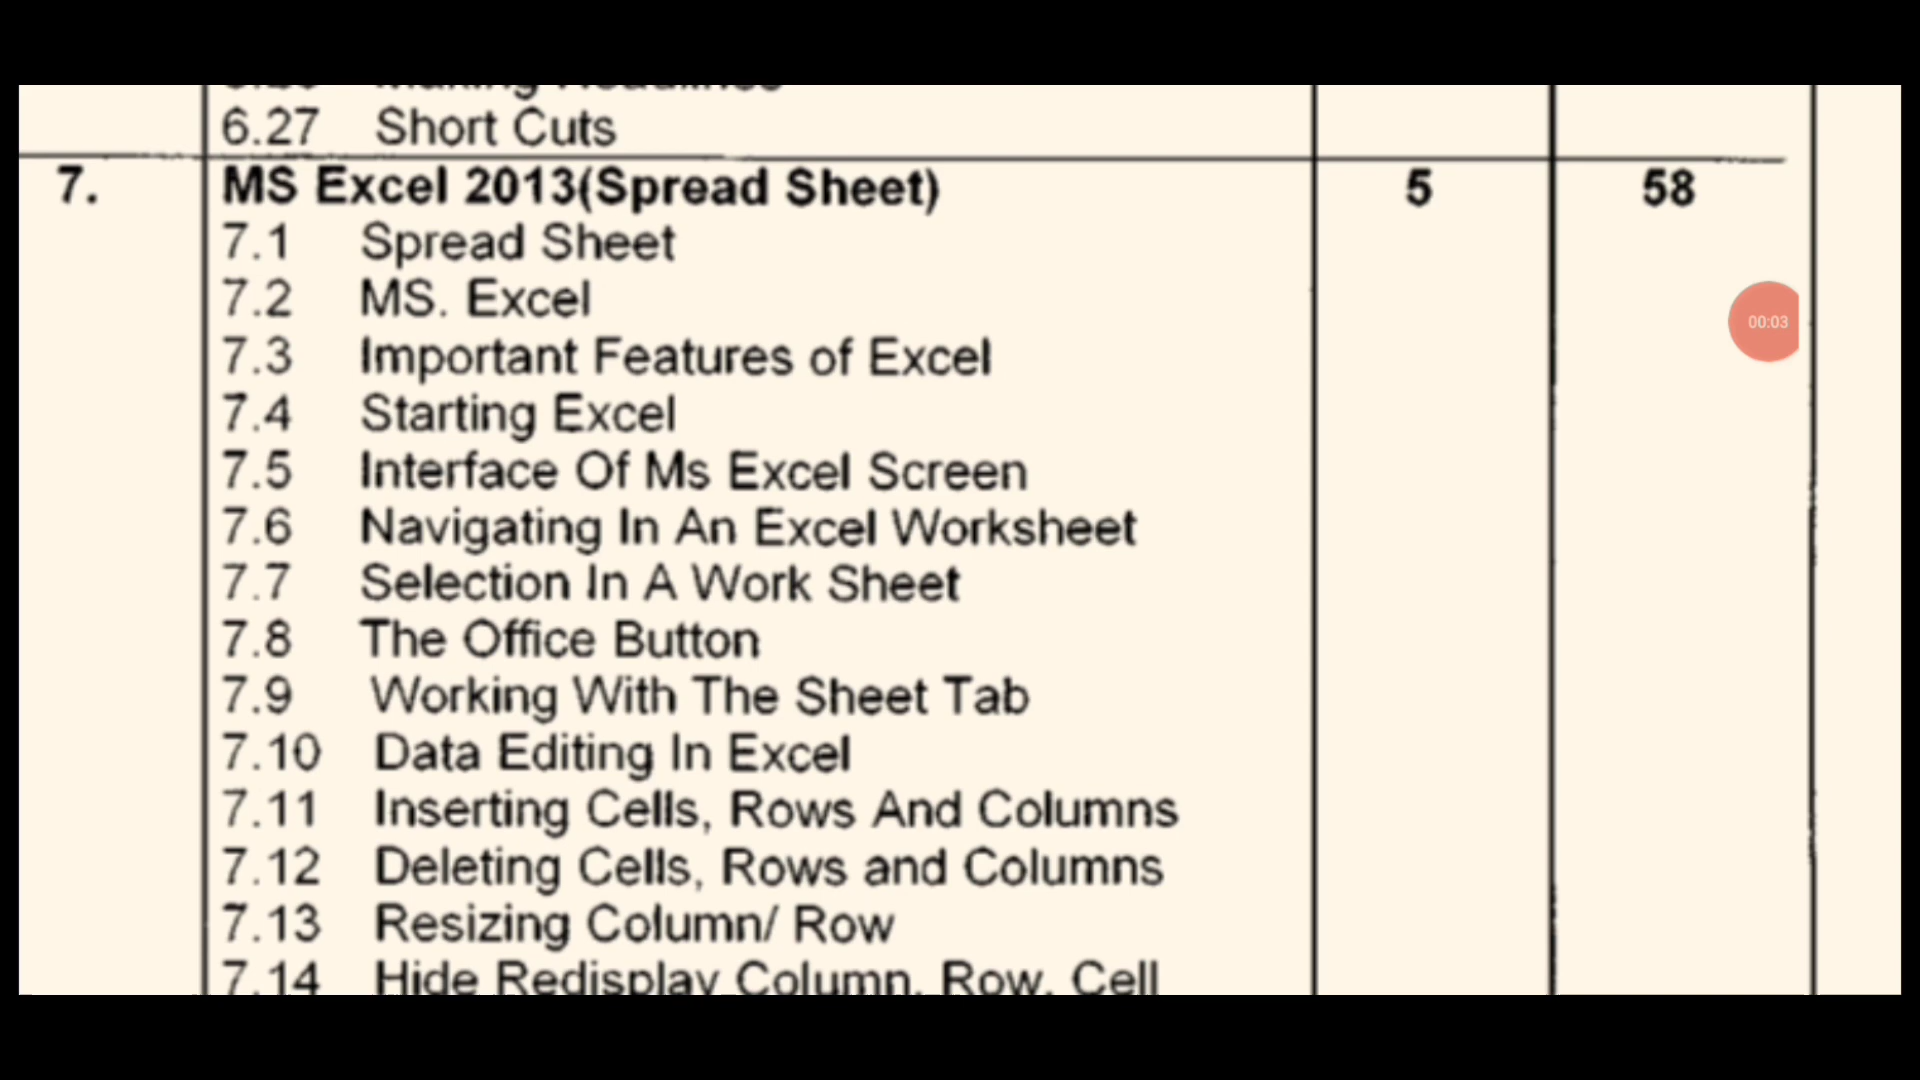 6.27 Short Cuts
7. MS Excel 2013(Spread Sheet) 5 58
7.1 Spread Sheet
7.2 MS. Excel
7.3 Important Features of Excel
00:03
7.4 Starting Excel
7.5 Interface Of Ms Excel Screen
7.6 Navigating In An Excel Worksheet
7.7 Selection In A Work Sheet
7.8 The Office Button
7.9 Working With The Sheet Tab
7.10 Data Editing In Excel
7.11 Inserting Cells, Rows And Columns
7.12 Deleting Cells, Rows and Columns
7.13 Resizing Column/ Row
7.14 Hide Redisplay Column, Row, Cell